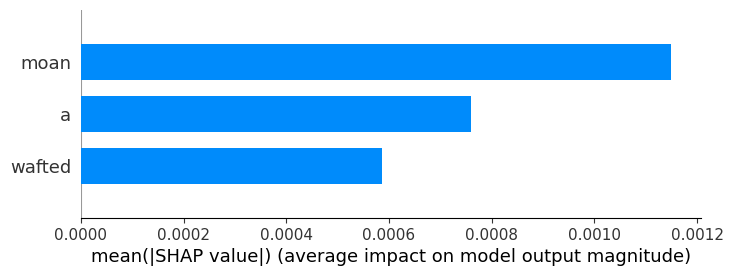 moan
a
wafted
0.0000 0.0002 0.0004 0.0006 0.0008 0.0010 0.0012
mean(|SHAP value|) (average impact on model output magnitude)